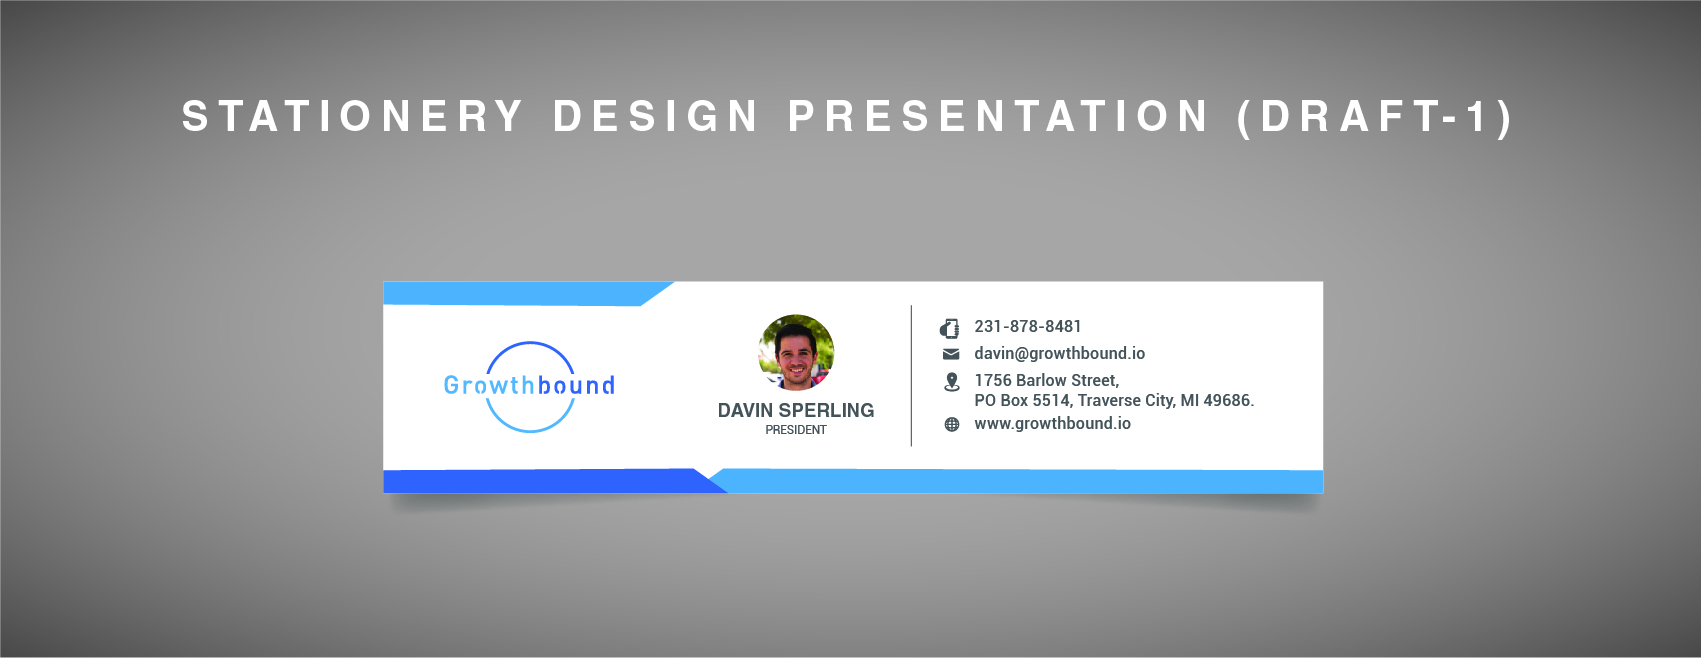 STATIONERY DESIGN PRESENTATION (DRAFT-1)
Growthbound
DAVIN SPERLING
PRESIDENT
231-878-8481
davin@growthbound.io
1756 Barlow Street,
PO Box 5514, Traverse City, MI 49686.
www.growthbound.io